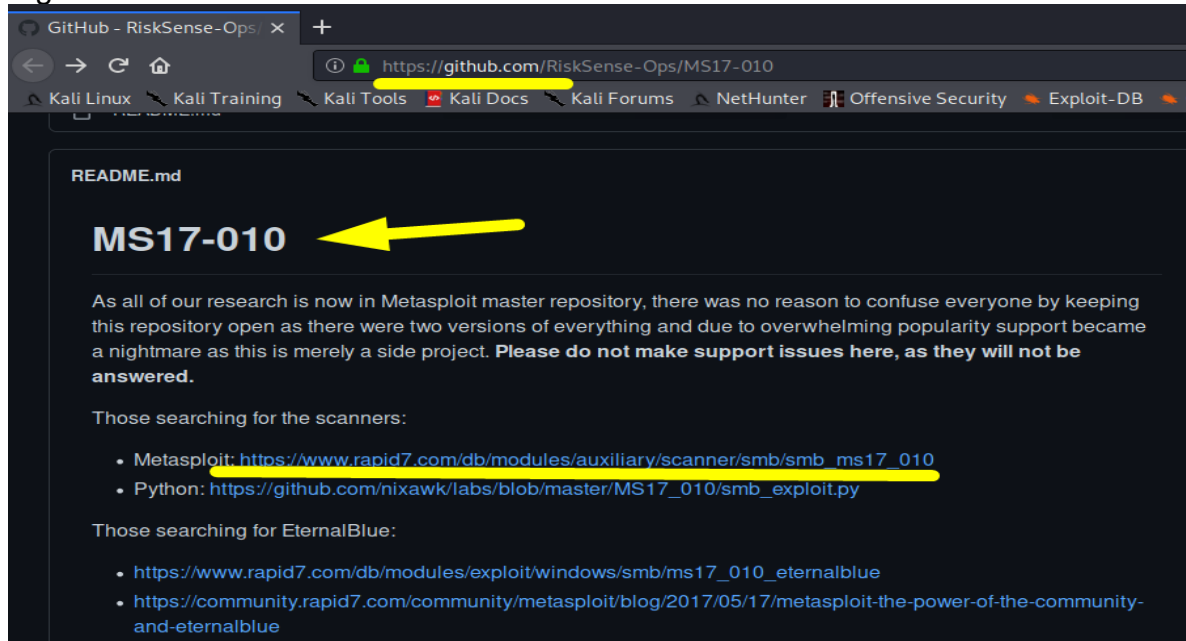 GitHub - RiskSense-Ops/
https://github.com/RiskSense-Ops/MS17-010
Kali Linux Kali Training Kali Tools Kali Docs Kali Forums NetHunter Offensive Security Exploit-DB
README.md
README.md
MS17-010
As all of our research is now in Metasploit master repository, there was no reason to confuse everyone by keeping
this repository open as there were two versions of everything and due to overwhelming popularity support became
a nightmare as this is merely a side project. Please do not make support issues here, as they will not be
answered.
Those searching for the scanners:
• Metasploit: https://www.rapid7.com/db/modules/auxiliary/scanner/smb/smb_ms17_010
• Python: https://github.com/nixawk/labs/blob/master/MS17_010/smb_exploit.py
Those searching for EternalBlue:
• https://www.rapid7.com/db/modules/exploit/windows/smb/ms17_010_eternalblue
• https://community.rapid7.com/community/metasploit/blog/2017/05/17/metasploit-the-power-of-the-community-
and-eternalblue